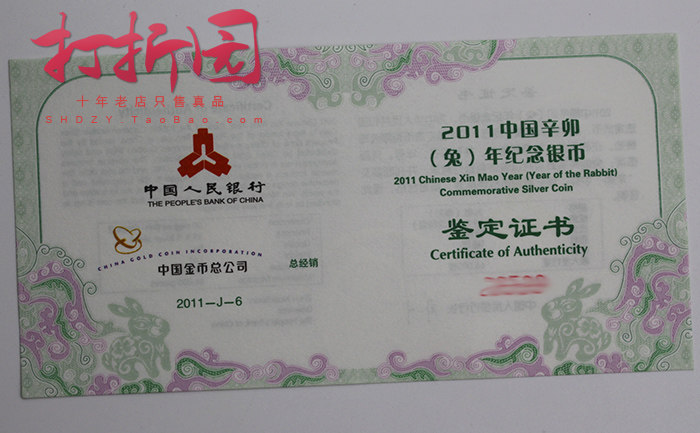 打折园
十年老店只售真品
SHDZY.TaoBao.com
中国人民银行
THE PEOPLE'S BANK OF CHINA
CHINA GOLD COIN INCORPORATION
中国金币总公司
总经销
2011-J-6
2011中国辛卯
（兔）年纪念银币
2011 Chinese Xin Mao Year (Year of the Rabbit)
Commemorative Silver Coin
鉴定证书
Certificate of Authenticity